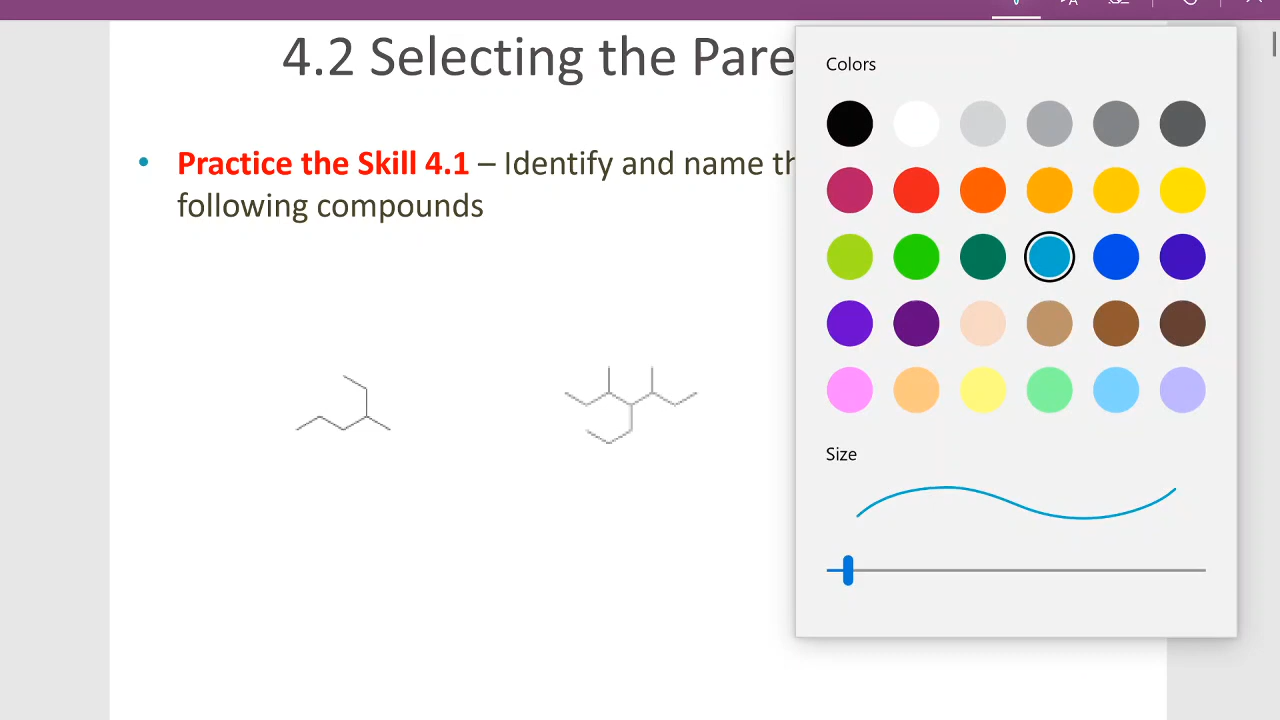 4.2 Selecting the Pare
• Practice the Skill 4.1 – Identify and name th
following compounds
Colors
Size